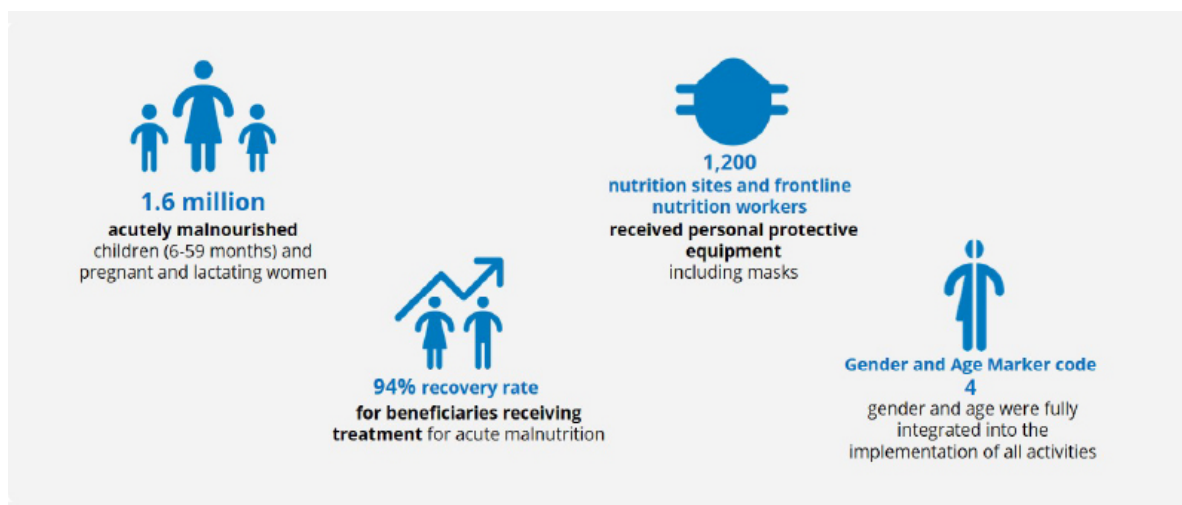 1.6 million
acutely malnourished
children (6-59 months) and
pregnant and lactating women
94% recovery rate
for beneficiaries receiving
treatment for acute malnutrition
1,200
nutrition sites and frontline
nutrition workers
received personal protective
equipment
including masks
Gender and Age Marker code
4
gender and age were fully
integrated into the
implementation of all activities